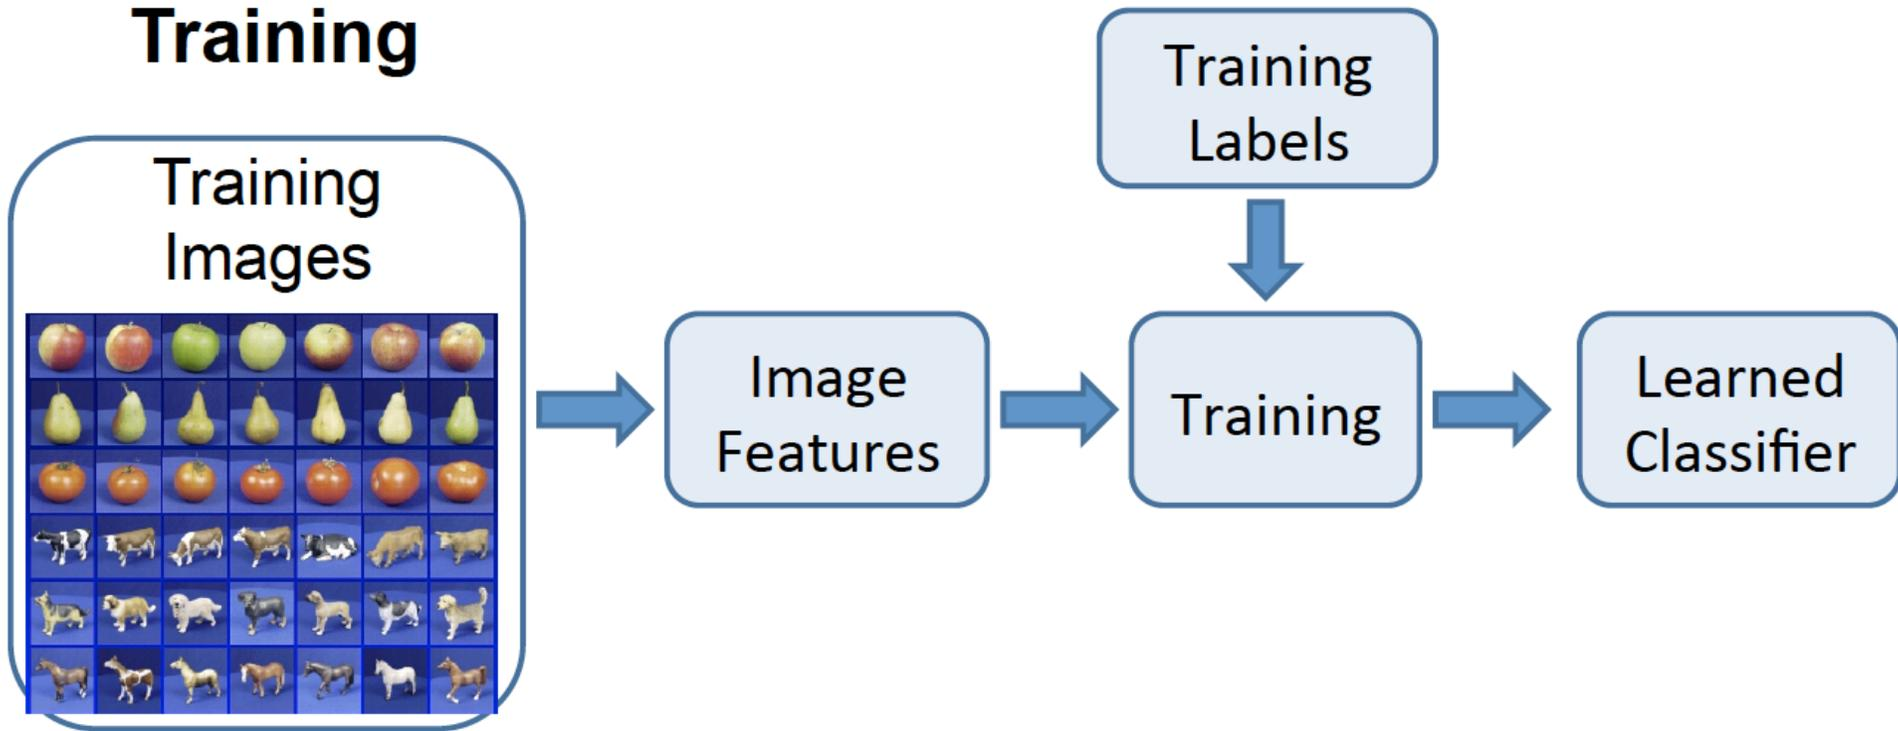 Training
Training
Images
Image
Features
Training
Labels
Training
Learned
Classifier